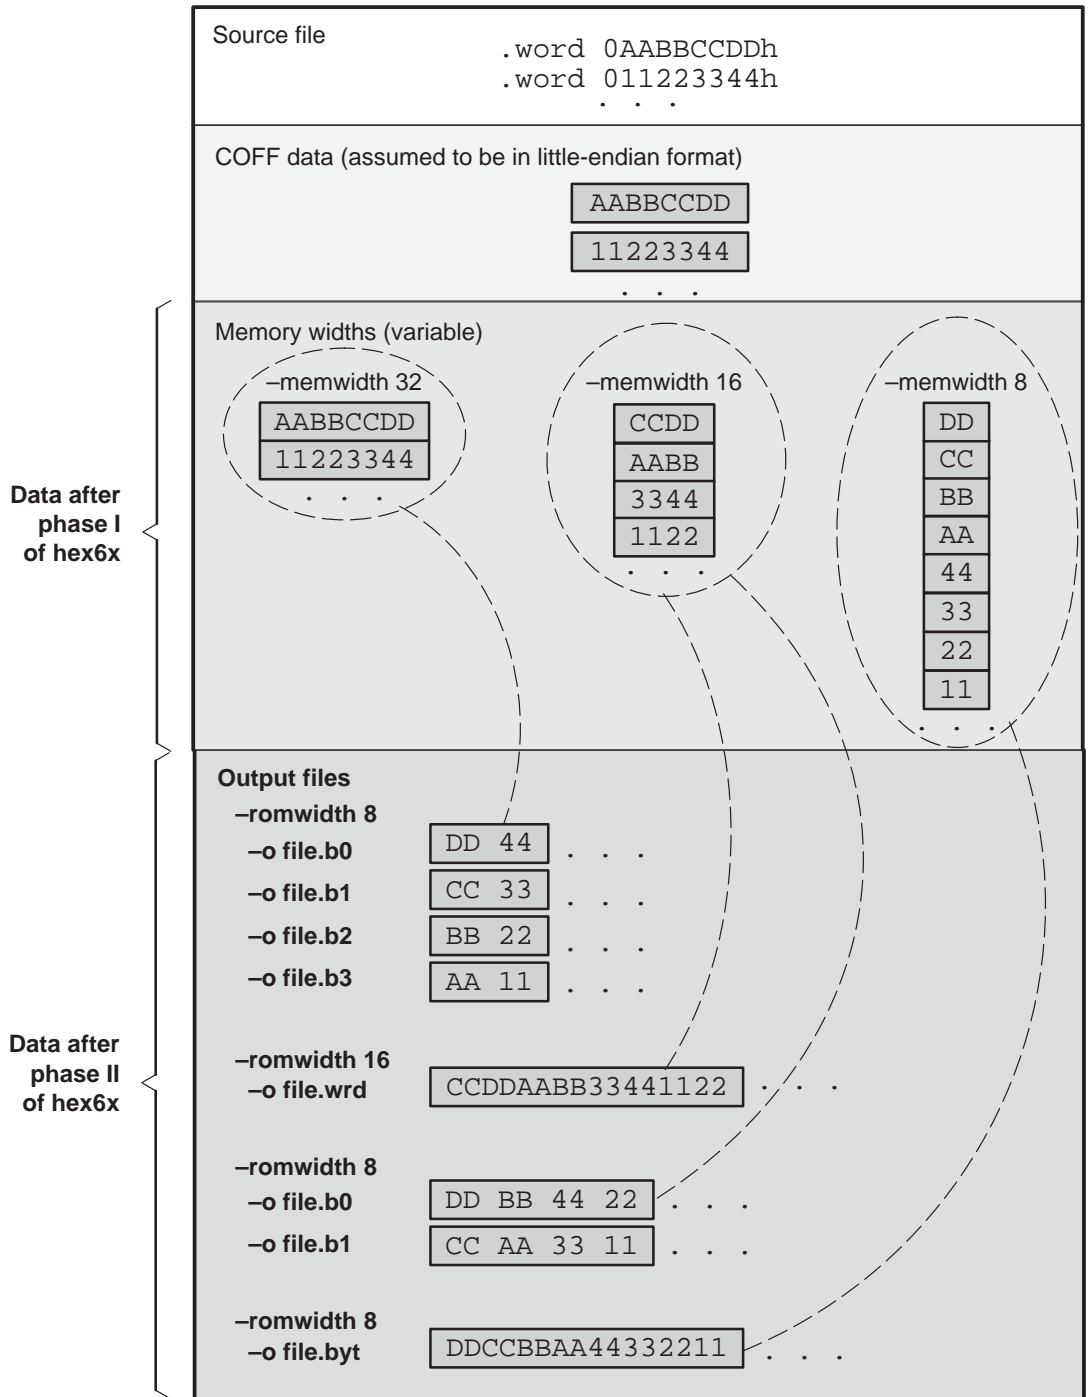 Source file
.word 0AABBCCDDh
.word 011223344h
. . .
COFF data (assumed to be in little-endian format)
AABBCCDD
11223344
. . .
Data after
phase I
of hex6x
Memory widths (variable)
–memwidth 32
AABBCCDD
11223344
. . .
–memwidth 16
CCDD
AABB
3344
1122
. . .
–memwidth 8
DD
CC
BB
AA
44
33
22
11
. . .
Data after
phase II
of hex6x
Output files
–romwidth 8
–o file.b0 DD 44 . . .
–o file.b1 CC 33 . . .
–o file.b2 BB 22 . . .
–o file.b3 AA 11 . . .
–romwidth 16
–o file.wrd CCDDAABB33441122 . . .
–romwidth 8
–o file.b0 DD BB 44 22 . . .
–o file.b1 CC AA 33 11 . . .
–romwidth 8
–o file.byt DDCCBBAA44332211 . . .